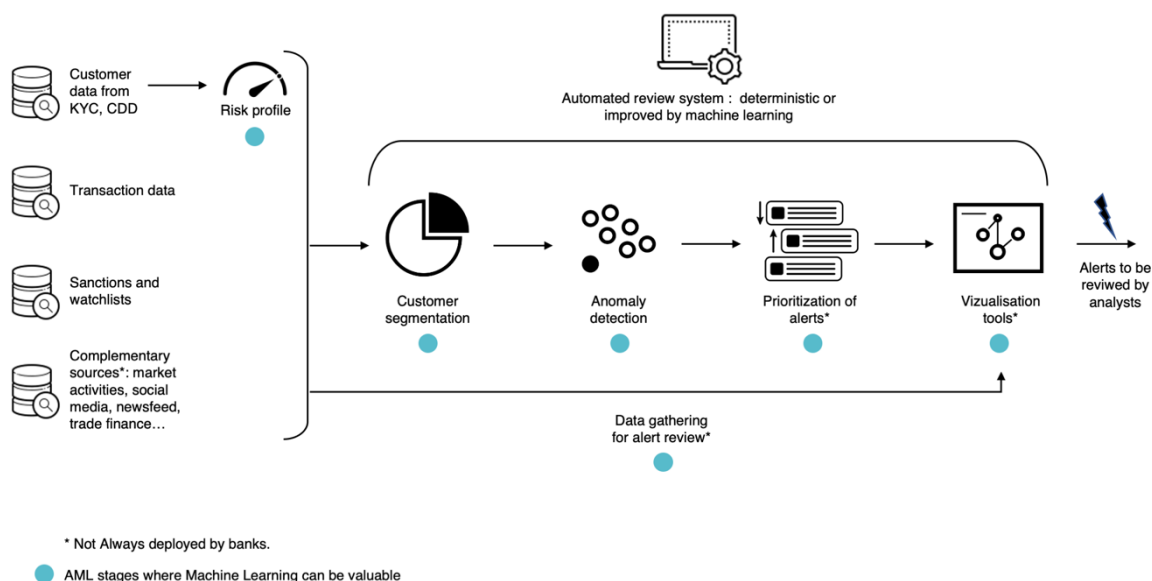 Customer
data from
KYC, CDD
Risk profile
Transaction data
Sanctions and
watchlists
Complementary
sources*: market
activities, social
media, newsfeed,
trade finance…
Automated review system : deterministic or
improved by machine learning
Customer
segmentation
Anomaly
detection
Prioritization of
alerts*
Vizualisation
tools*
Alerts to be
reviwed by
analysts
Data gathering
for alert review*
* Not Always deployed by banks.
AML stages where Machine Learning can be valuable